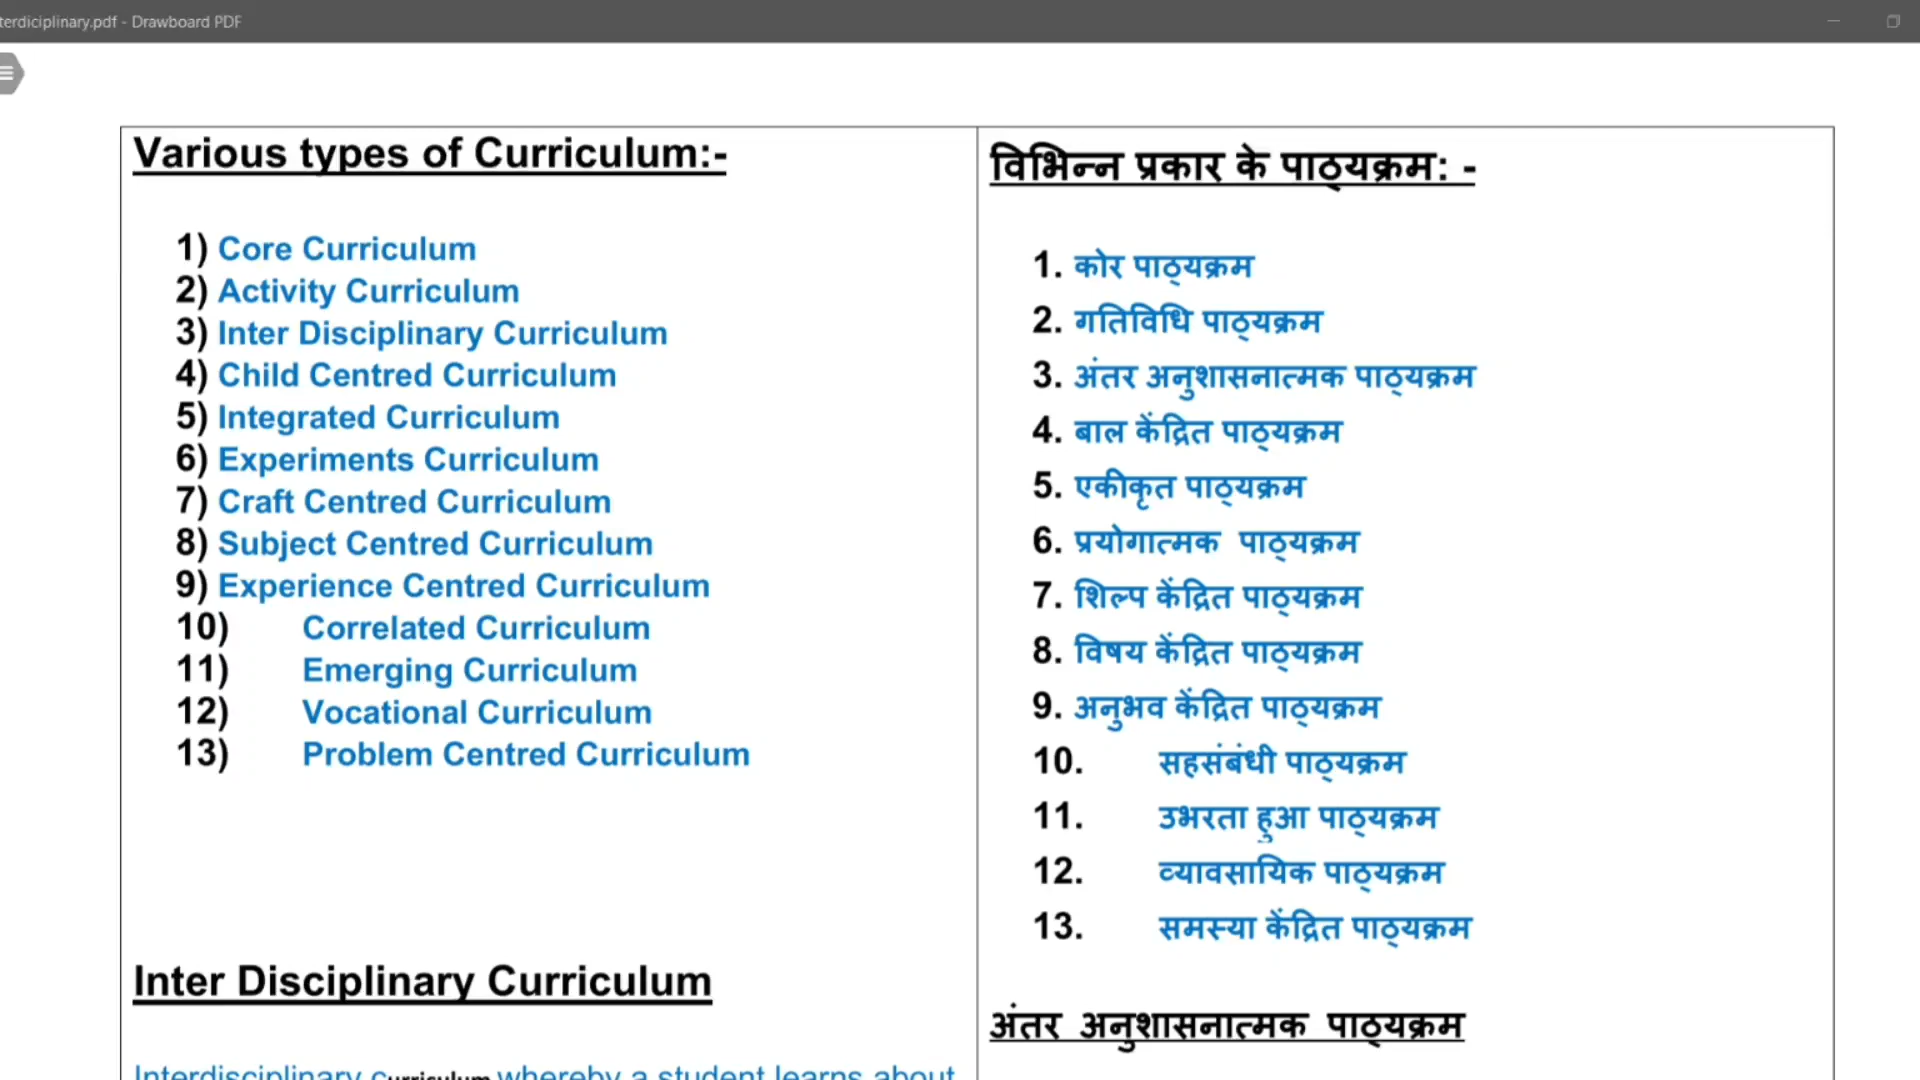 terdiciplinary.pdf - Drawboard PDF
Various types of Curriculum:-
1) Core Curriculum
2) Activity Curriculum
3) Inter Disciplinary Curriculum
4) Child Centred Curriculum
5) Integrated Curriculum
6) Experiments Curriculum
7) Craft Centred Curriculum
8) Subject Centred Curriculum
9) Experience Centred Curriculum
10) Correlated Curriculum
11) Emerging Curriculum
12) Vocational Curriculum
13) Problem Centred Curriculum
Inter Disciplinary Curriculum
Interdisciplinary curriculum whereby a student learns about
विभिन्न प्रकार के पाठ्यक्रम: -
1. कोर पाठ्यक्रम
2. गतिविधि पाठ्यक्रम
3. अंतर अनुशासनात्मक पाठ्यक्रम
4. बाल केंद्रित पाठ्यक्रम
5. एकीकृत पाठ्यक्रम
6. प्रयोगात्मक पाठ्यक्रम
7. शिल्प केंद्रित पाठ्यक्रम
8. विषय केंद्रित पाठ्यक्रम
9. अनुभव केंद्रित पाठ्यक्रम
10. सहसंबंधी पाठ्यक्रम
11. उभरता हुआ पाठ्यक्रम
12. व्यावसायिक पाठ्यक्रम
13. समस्या केंद्रित पाठ्यक्रम
अंतर अनुशासनात्मक पाठ्यक्रम